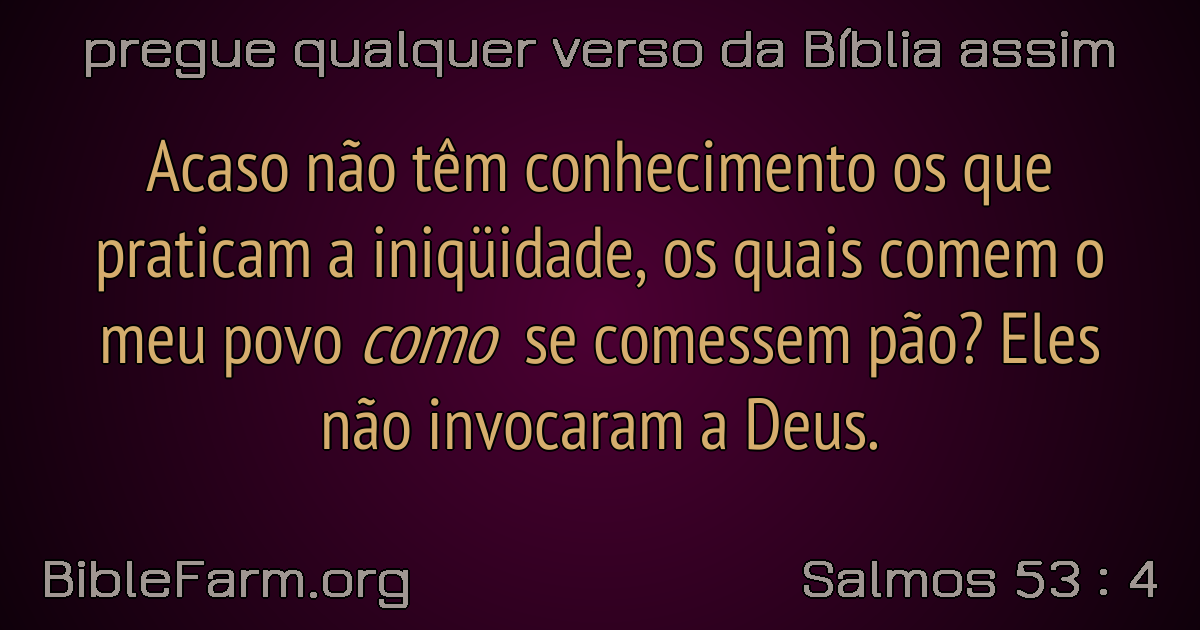 pregue qualquer verso da Bíblia assim
Acaso não têm conhecimento os que
praticam a iniqüidade, os quais comem o
meu povo como se comessem pão? Eles
não invocaram a Deus.
BibleFarm.org
Salmos 53 : 4